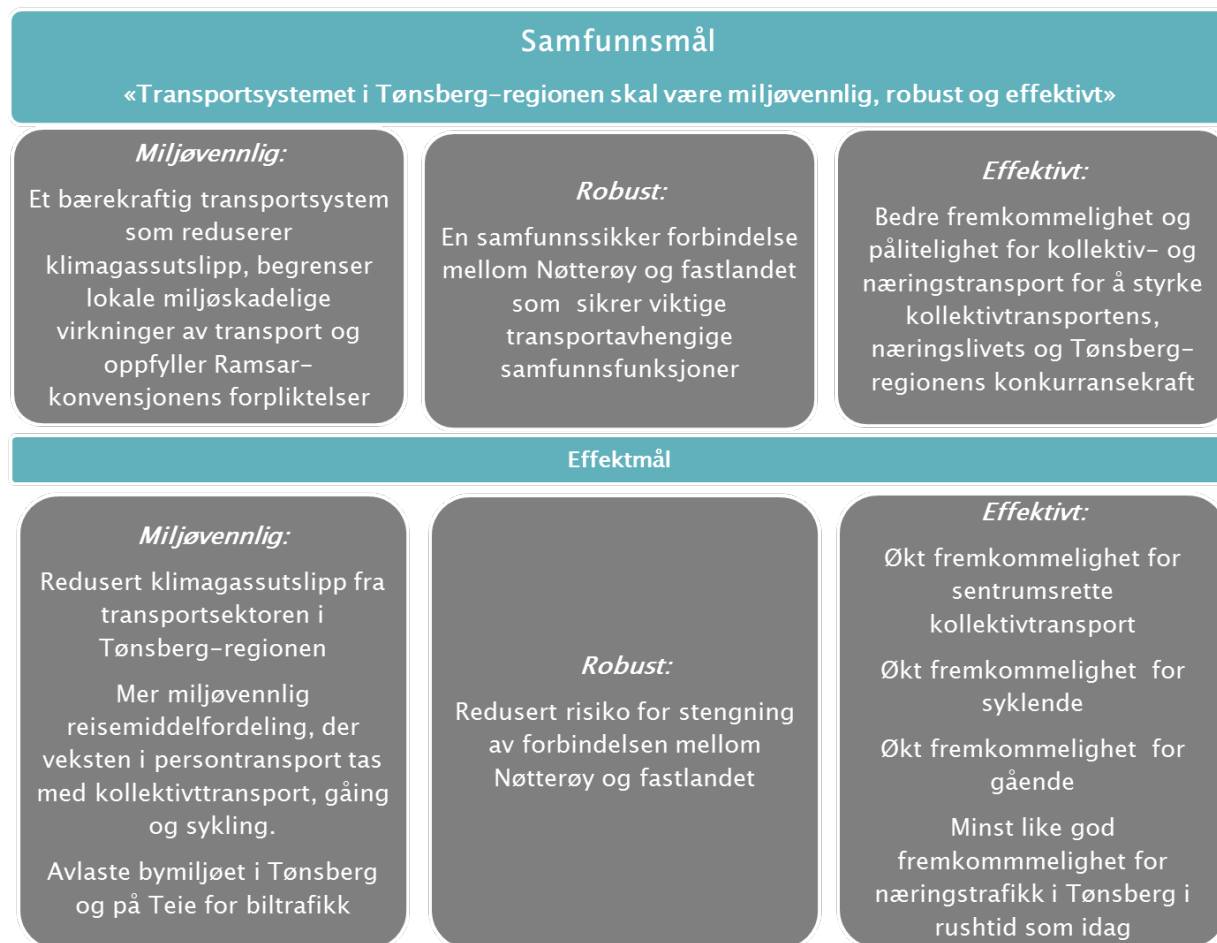 Samfunnsmål
«Transportsystemet i Tønsberg-regionen skal være miljøvennlig, robust og effektivt»
Miljøvennlig:
Et bærekraftig transportsystem
som reduserer
klimagassutslipp, begrenser
lokale miljøskadelige
virkninger av transport og
oppfyller Ramsar-
konvensjonens forpliktelser
Robust:
En samfunnssikker forbindelse
mellom Nøtterøy og fastlandet
som  sikrer viktige
transportavhengige
samfunnsfunksjoner
Effektivt:
Bedre fremkommelighet og
pålitelighet for kollektiv- og
næringstransport for å styrke
kollektivtransportens,
næringslivets og Tønsberg-
regionens konkurransekraft
Effektmål
Miljøvennlig:
Redusert klimagassutslipp fra
transportsektoren i
Tønsberg-regionen
Mer miljøvennlig
reisemiddelfordeling, der
veksten i persontransport tas
med kollektivttransport, gåing
og sykling.
Avlaste bymiljøet i Tønsberg
og på Teie for biltrafikk
Robust:
Redusert risiko for stengning
av forbindelsen mellom
Nøtterøy og fastlandet
Effektivt:
Økt fremkommelighet for
sentrumsrette
kollektivtransport
Økt fremkommelighet  for
syklende
Økt fremkommelighet  for
gående
Minst like god
fremkommmelighet for
næringstrafikk i Tønsberg i
rushtid som idag